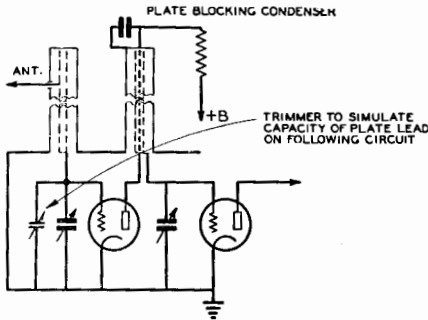 PLATE BLOCKING CONDENSER
ANT.
+B
TRIMMER TO SIMULATE
CAPACITY OF PLATE LEAD
ON FOLLOWING CIRCUIT